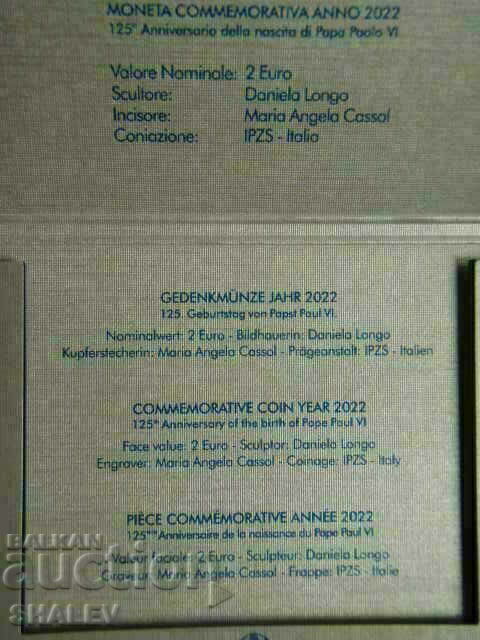 MONETA COMMEMORATIVA ANNO 2022
125° Anniversario della nascita di Papa Paolo VI
Valore Nominale: 2 Euro
Scultore: Daniela Longo
Incisore: Maria Angela Cassol
Coniazione: IPZS - Italia
GEDENKMÜNZE JAHR 2022
125. Geburtstag von Papst Paul VI.
Nominalwert: 2 Euro - Bildhauerin: Daniela Longo
Kupferstecherin: Maria Angela Cassol - Prägeanstalt: IPZS - Italien
COMMEMORATIVE COIN YEAR 2022
125th Anniversary of the birth of Pope Paul VI
Face value: 2 Euro - Sculptor: Daniela Longo
Engraver: Maria Angela Cassol - Coinage: IPZS - Italy
PIÈCE COMMÉMORATIVE ANNÉE 2022
125ème Anniversaire de la naissance du Pape Paul VI
Valeur faciale: 2 Euro - Sculpteur: Daniela Longo
Graveur: Maria Angela Cassol - Frappe: IPZS - Italie
BALKAN
auction
SHALEV